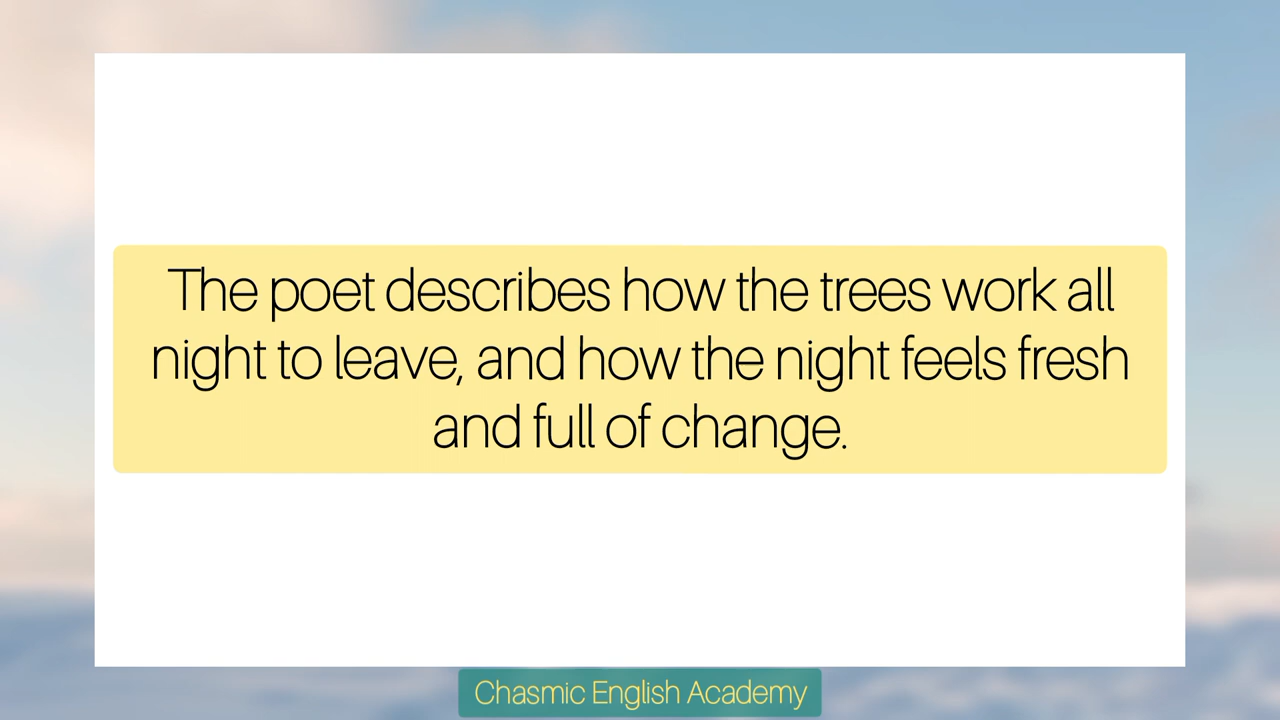 The poet describes how the trees work all
night to leave, and how the night feels fresh
and full of change.
Chasmic English Academy